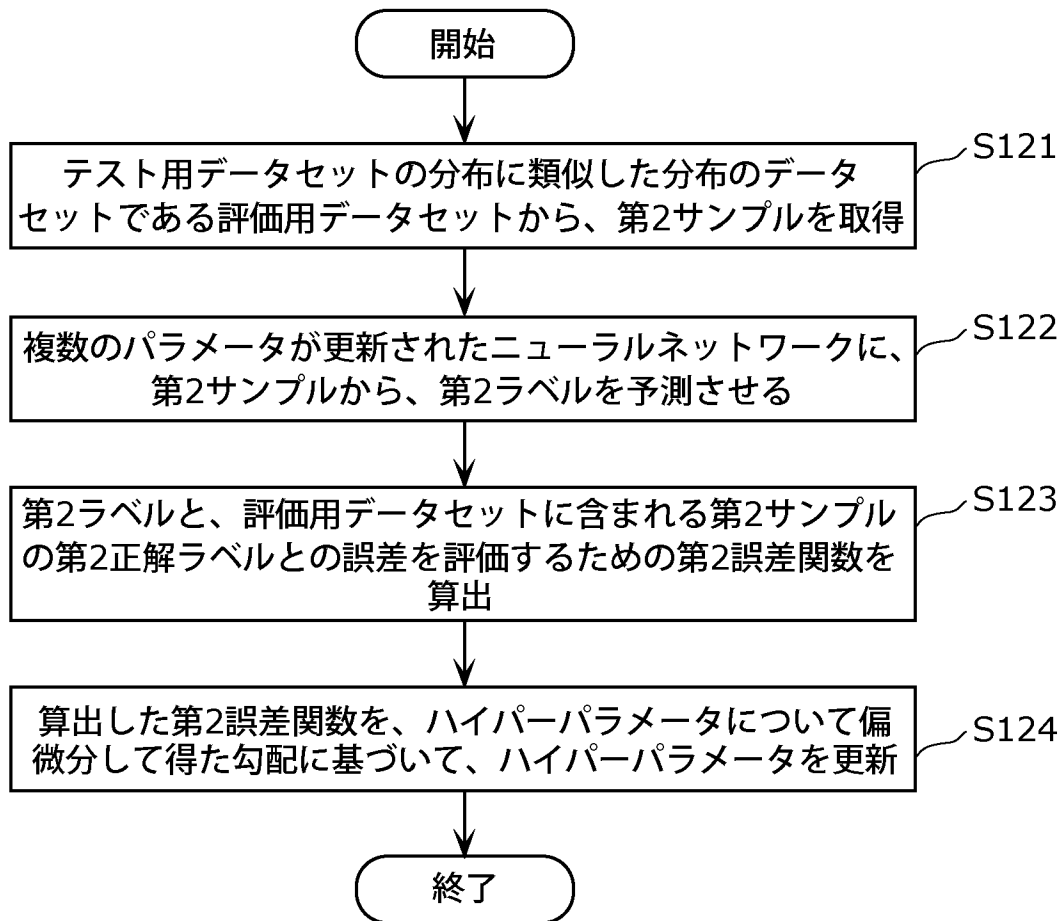 開始
S121
テスト用データセットの分布に類似した分布のデータ
セットである評価用データセットから、第2サンプルを取得
S122
複数のパラメータが更新されたニューラルネットワークに、
第2サンプルから、第2ラベルを予測させる
S123
第2ラベルと、評価用データセットに含まれる第2サンプル
の第2正解ラベルとの誤差を評価するための第2誤差関数を
算出
S124
算出した第2誤差関数を、ハイパーパラメータについて偏
微分して得た勾配に基づいて、ハイパーパラメータを更新
終了